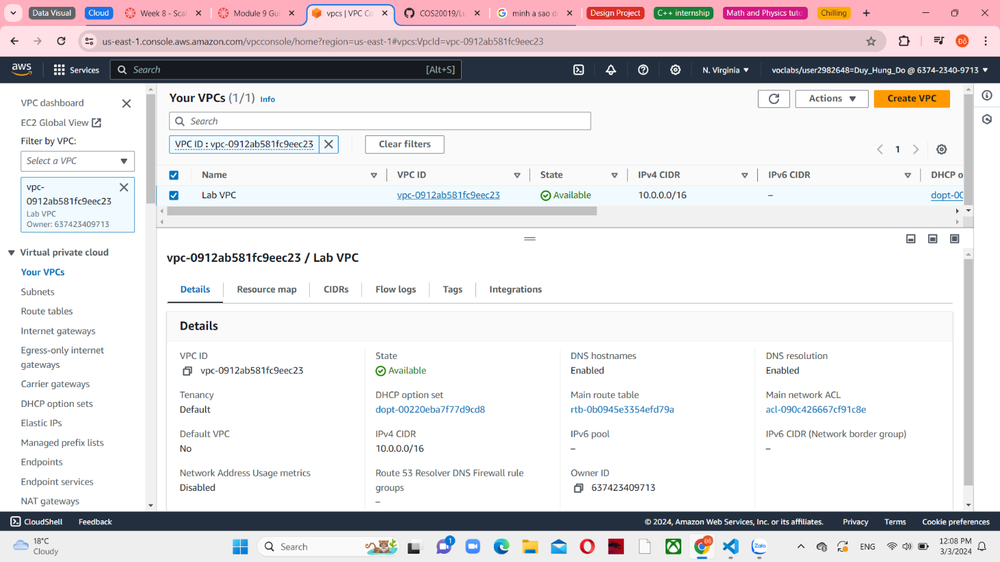 Data Visual
Cloud
Week 8 - Scal
Module 9 Gui
vpcs | VPC Co
COS20019/Lu
minh a sao de
Design Project
C++ internship
Math and Physics tuto
Chilling
us-east-1.console.aws.amazon.com/vpcconsole/home?region=us-east-1#vpcs:VpcId=vpc-0912ab581fc9eec23
Đỗ
aws
Services
Search
[Alt+S]
N. Virginia
voclabs/user2982648=Duy_Hung_Do @ 6374-2340-9713
VPC dashboard
EC2 Global View
Filter by VPC:
Select a VPC
vpc-
0912ab581fc9eec23
Lab VPC
Owner: 637423409713
Virtual private cloud
Your VPCs
Subnets
Route tables
Internet gateways
Egress-only internet
gateways
Carrier gateways
DHCP option sets
Elastic IPs
Managed prefix lists
Endpoints
Endpoint services
NAT gateways
Your VPCs (1/1) Info
Actions
Create VPC
Search
VPC ID : vpc-0912ab581fc9eec23
Clear filters
1
Name
VPC ID
State
IPv4 CIDR
IPv6 CIDR
DHCP o
Lab VPC
vpc-0912ab581fc9eec23
Available
10.0.0.0/16
–
dopt-00
vpc-0912ab581fc9eec23 / Lab VPC
Details
Resource map
CIDRs
Flow logs
Tags
Integrations
Details
VPC ID
vpc-0912ab581fc9eec23
State
Available
DNS hostnames
Enabled
DNS resolution
Enabled
Tenancy
Default
DHCP option set
dopt-00220eba7f77d9cd8
Main route table
rtb-0b0945e3354efd79a
Main network ACL
acl-090c426667cf91c8e
Default VPC
No
IPv4 CIDR
10.0.0.0/16
IPv6 pool
–
IPv6 CIDR (Network border group)
–
Network Address Usage metrics
Disabled
Route 53 Resolver DNS Firewall rule
groups
–
Owner ID
637423409713
CloudShell
Feedback
© 2024, Amazon Web Services, Inc. or its affiliates.
Privacy
Terms
Cookie preferences
18°C
Cloudy
Search
1
Đỗ
Zalo
ENG
12:08 PM
3/3/2024